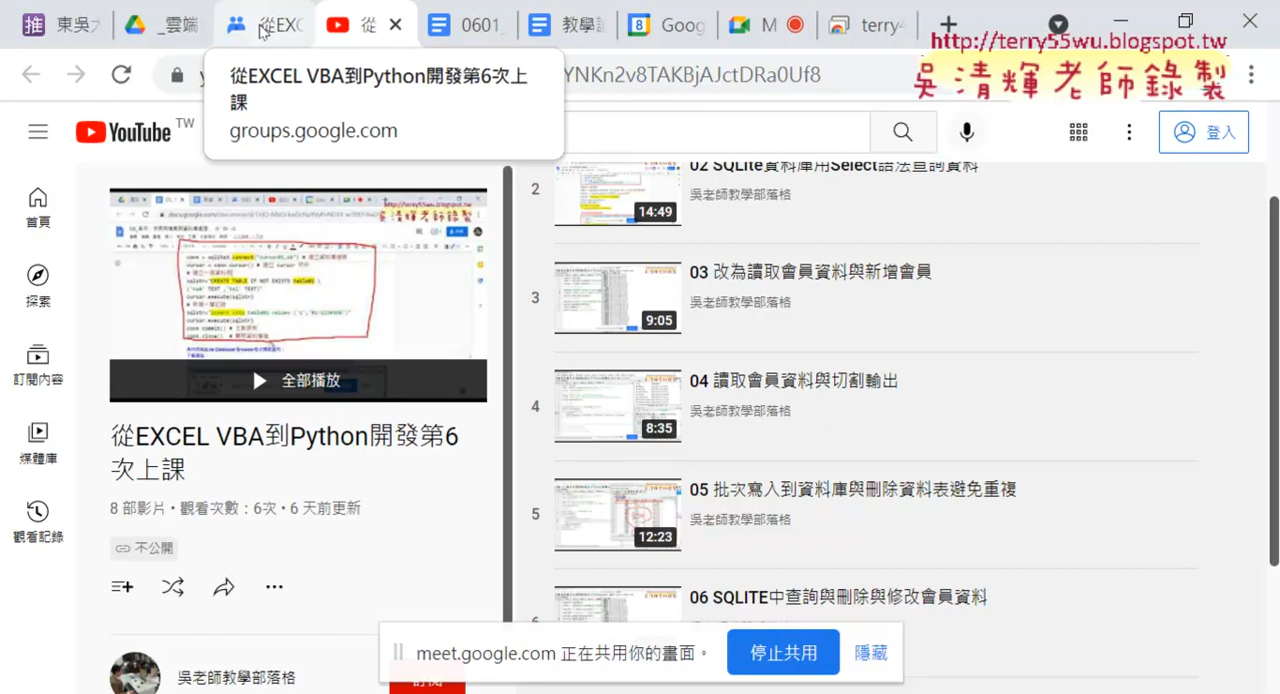 東吳大
_雲端
從EXC
從
0601_
教學
Goog
M
terry
http://terry55wu.blogspot.tw
吳清輝老師錄製
YNKn2v8TAKBjAJctDRa0Uf8
從EXCEL VBA到Python開發第6次上
課
groups.google.com
YouTube TW
登入
首頁
探索
訂閱內容
媒體庫
觀看記錄
全部播放
從EXCEL VBA到Python開發第6
次上課
8 部影片 • 觀看次數：6次 • 6 天前更新
不公開
吳老師教學部落格
訂閱
2
14:49
02 SQLite資料庫用Select語法查詢資料
吳老師教學部落格
3
9:05
03 改為讀取會員資料與新增會員
吳老師教學部落格
4
8:35
04 讀取會員資料與切割輸出
吳老師教學部落格
5
12:23
05 批次寫入到資料庫與刪除資料表避免重複
吳老師教學部落格
06 SQLITE中查詢與刪除與修改會員資料
meet.google.com 正在共用你的畫面。
停止共用
隱藏